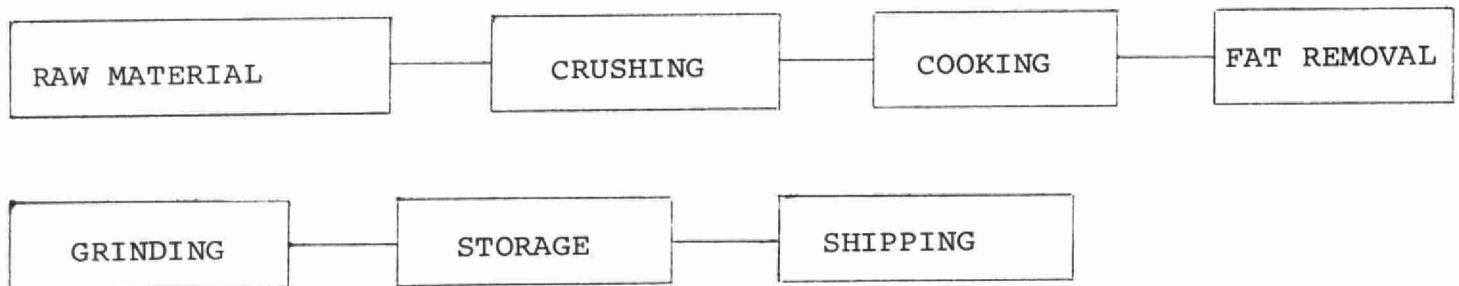 RAW MATERIAL CRUSHING COOKING FAT REMOVAL
GRINDING STORAGE SHIPPING